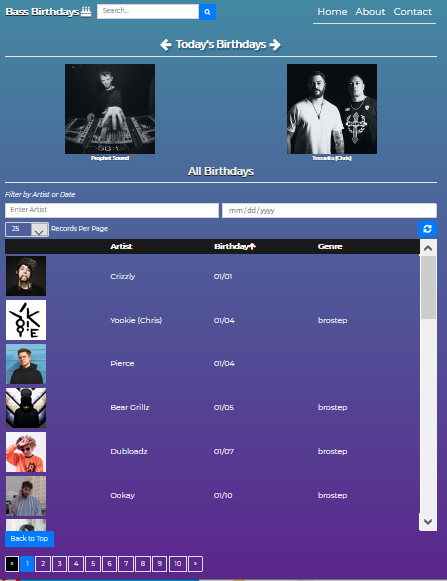 Bass Birthdays Search... Home About Contact
Today's Birthdays
Prophet Sound Teravita (Chris)
All Birthdays
Filter by Artist or Date
Enter Artist mm/dd/yyyy
25 Records Per Page
Artist Birthday Genre
Crizzly 01/01
YOOKIE
Yookie (Chris) 01/04 brostep
Pierce 01/04
Bear Grillz 01/05 brostep
Dubloadz 01/07 brostep
Ookay 01/10 brostep
Back to Top
« 1 2 3 4 5 6 7 8 9 10 »